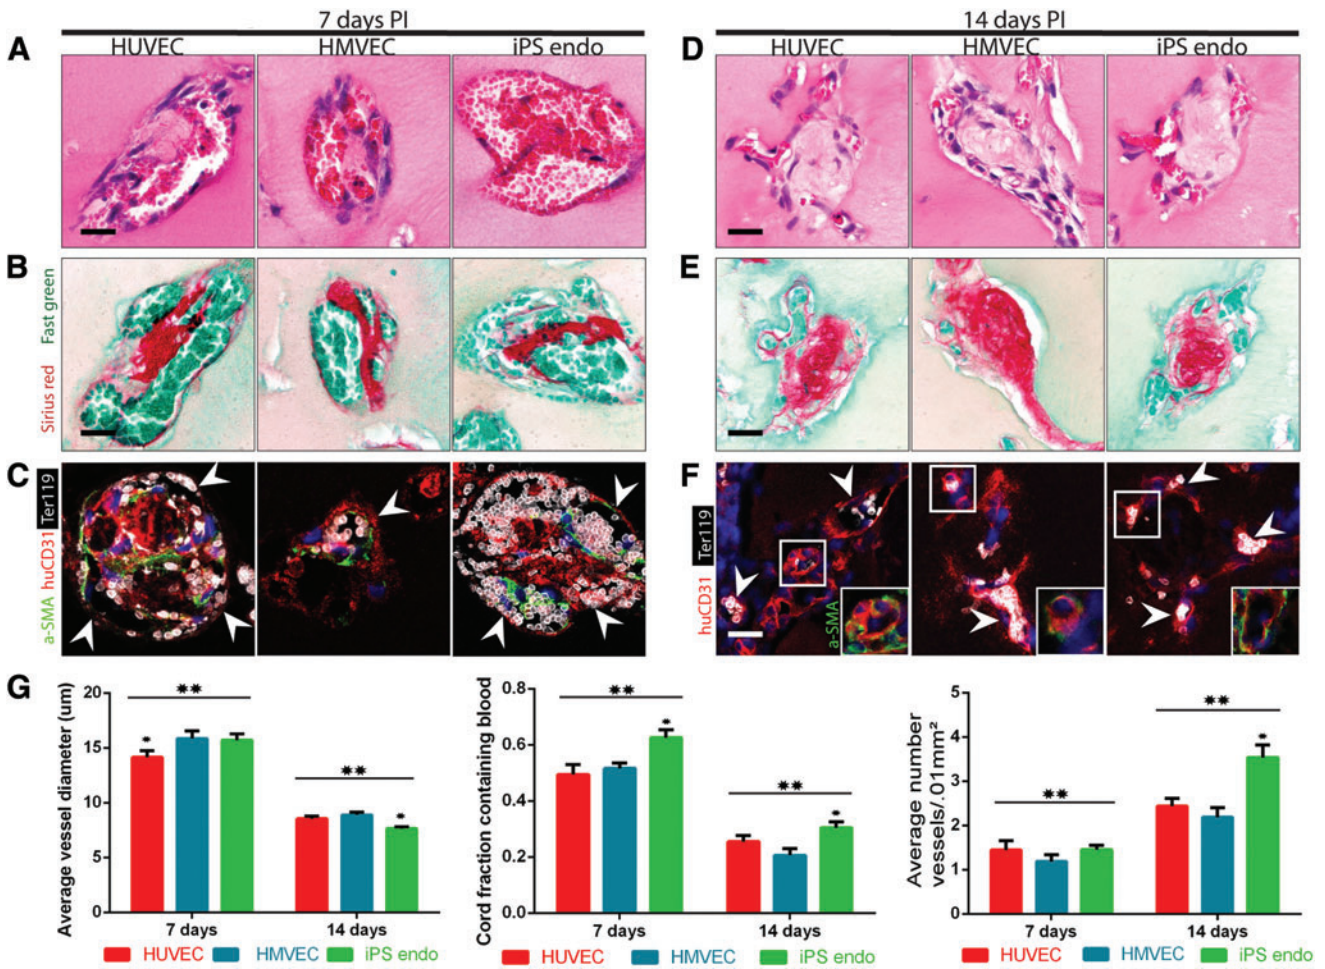 7 days PI
14 days PI
A
HUVEC
HMVEC
iPS endo
D
HUVEC
HMVEC
iPS endo
B
Sirius red Fast green
E
C
a-SMA huCD31 Ter119
F
huCD31 Ter119
a-SMA
G
Average vessel diameter (um)
20
15
10
5
0
**
*
**
*
7 days
14 days
HUVEC HMVEC iPS endo
Cord fraction containing blood
0.8
0.6
0.4
0.2
0.0
**
*
**
*
7 days
14 days
HUVEC HMVEC iPS endo
Average number
vessels/.01mm²
5
4
3
2
1
0
**
**
*
7 days
14 days
HUVEC HMVEC iPS endo